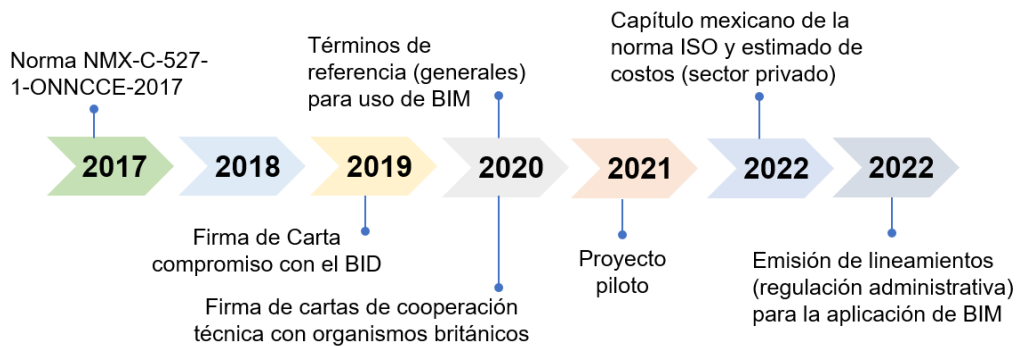 Norma NMX-C-527-
1-ONNCCE-2017
Términos de
referencia (generales)
para uso de BIM
Capítulo mexicano de la
norma ISO y estimado de
costos (sector privado)
2017
2018
2019
2020
2021
2022
2022
Firma de Carta
compromiso con el BID
Firma de cartas de cooperación
técnica con organismos británicos
Proyecto
piloto
Emisión de lineamientos
(regulación administrativa)
para la aplicación de BIM